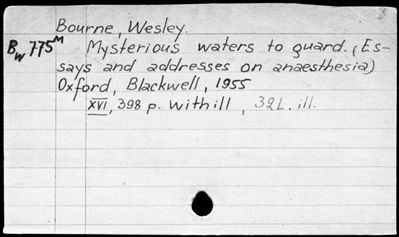 Bourne, Wesley.
Bw 775M Mysterious waters to guard. (Es-
says and addresses on anaesthesia)
Oxford, Blackwell, 1955
XVI, 398 p. with ill , 32 L. ill.